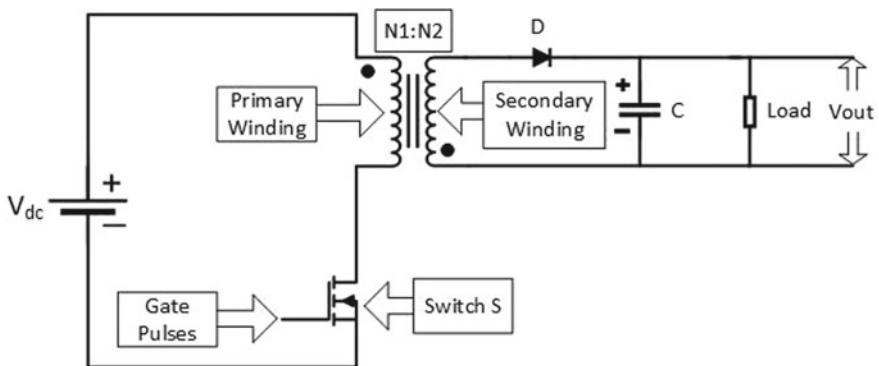 N1:N2
D
Primary
Winding
Secondary
Winding
+
−
C
Load
Vout
+
Vdc
−
Gate
Pulses
Switch S